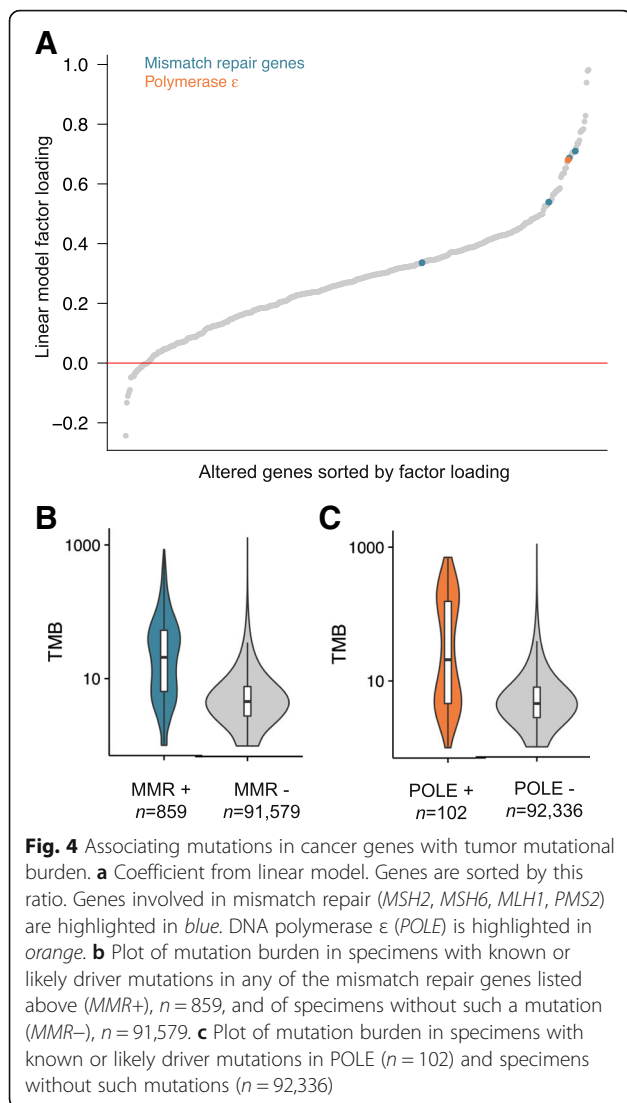 A
Mismatch repair genes
Polymerase ε
1.0
0.8
0.6
0.4
0.2
0.0
−0.2
Linear model factor loading
Altered genes sorted by factor loading
B
1000
10
TMB
MMR + MMR -
n=859 n=91,579
C
1000
10
TMB
POLE + POLE -
n=102 n=92,336
Fig. 4 Associating mutations in cancer genes with tumor mutational
burden. a Coefficient from linear model. Genes are sorted by this
ratio. Genes involved in mismatch repair (MSH2, MSH6, MLH1, PMS2)
are highlighted in blue. DNA polymerase ε (POLE) is highlighted in
orange. b Plot of mutation burden in specimens with known or
likely driver mutations in any of the mismatch repair genes listed
above (MMR+), n = 859, and of specimens without such a mutation
(MMR−), n = 91,579. c Plot of mutation burden in specimens with
known or likely driver mutations in POLE (n = 102) and specimens
without such mutations (n = 92,336)